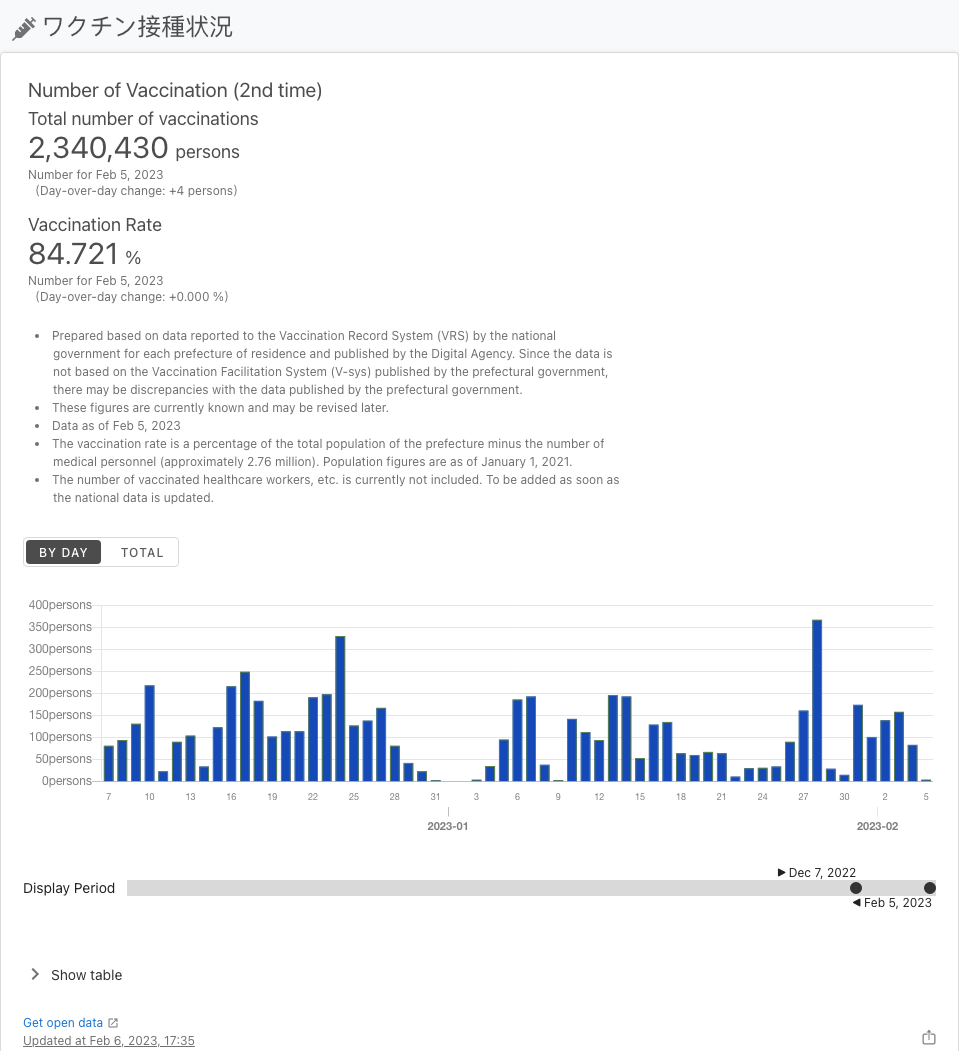 ワクチン接種状況
Number of Vaccination (2nd time)
Total number of vaccinations
2,340,430 persons
Number for Feb 5, 2023
(Day-over-day change: +4 persons)
Vaccination Rate
84.721 %
Number for Feb 5, 2023
(Day-over-day change: +0.000 %)
• Prepared based on data reported to the Vaccination Record System (VRS) by the national
government for each prefecture of residence and published by the Digital Agency. Since the data is
not based on the Vaccination Facilitation System (V-sys) published by the prefectural government,
there may be discrepancies with the data published by the prefectural government.
• These figures are currently known and may be revised later.
• Data as of Feb 5, 2023
• The vaccination rate is a percentage of the total population of the prefecture minus the number of
medical personnel (approximately 2.76 million). Population figures are as of January 1, 2021.
• The number of vaccinated healthcare workers, etc. is currently not included. To be added as soon as
the national data is updated.
BY DAY TOTAL
400persons
350persons
300persons
250persons
200persons
150persons
100persons
50persons
0persons
7 10 13 16 19 22 25 28 31 3 6 9 12 15 18 21 24 27 30 2 5
2023-01 2023-02
▶ Dec 7, 2022
Display Period
◀ Feb 5, 2023
Show table
Get open data
Updated at Feb 6, 2023, 17:35